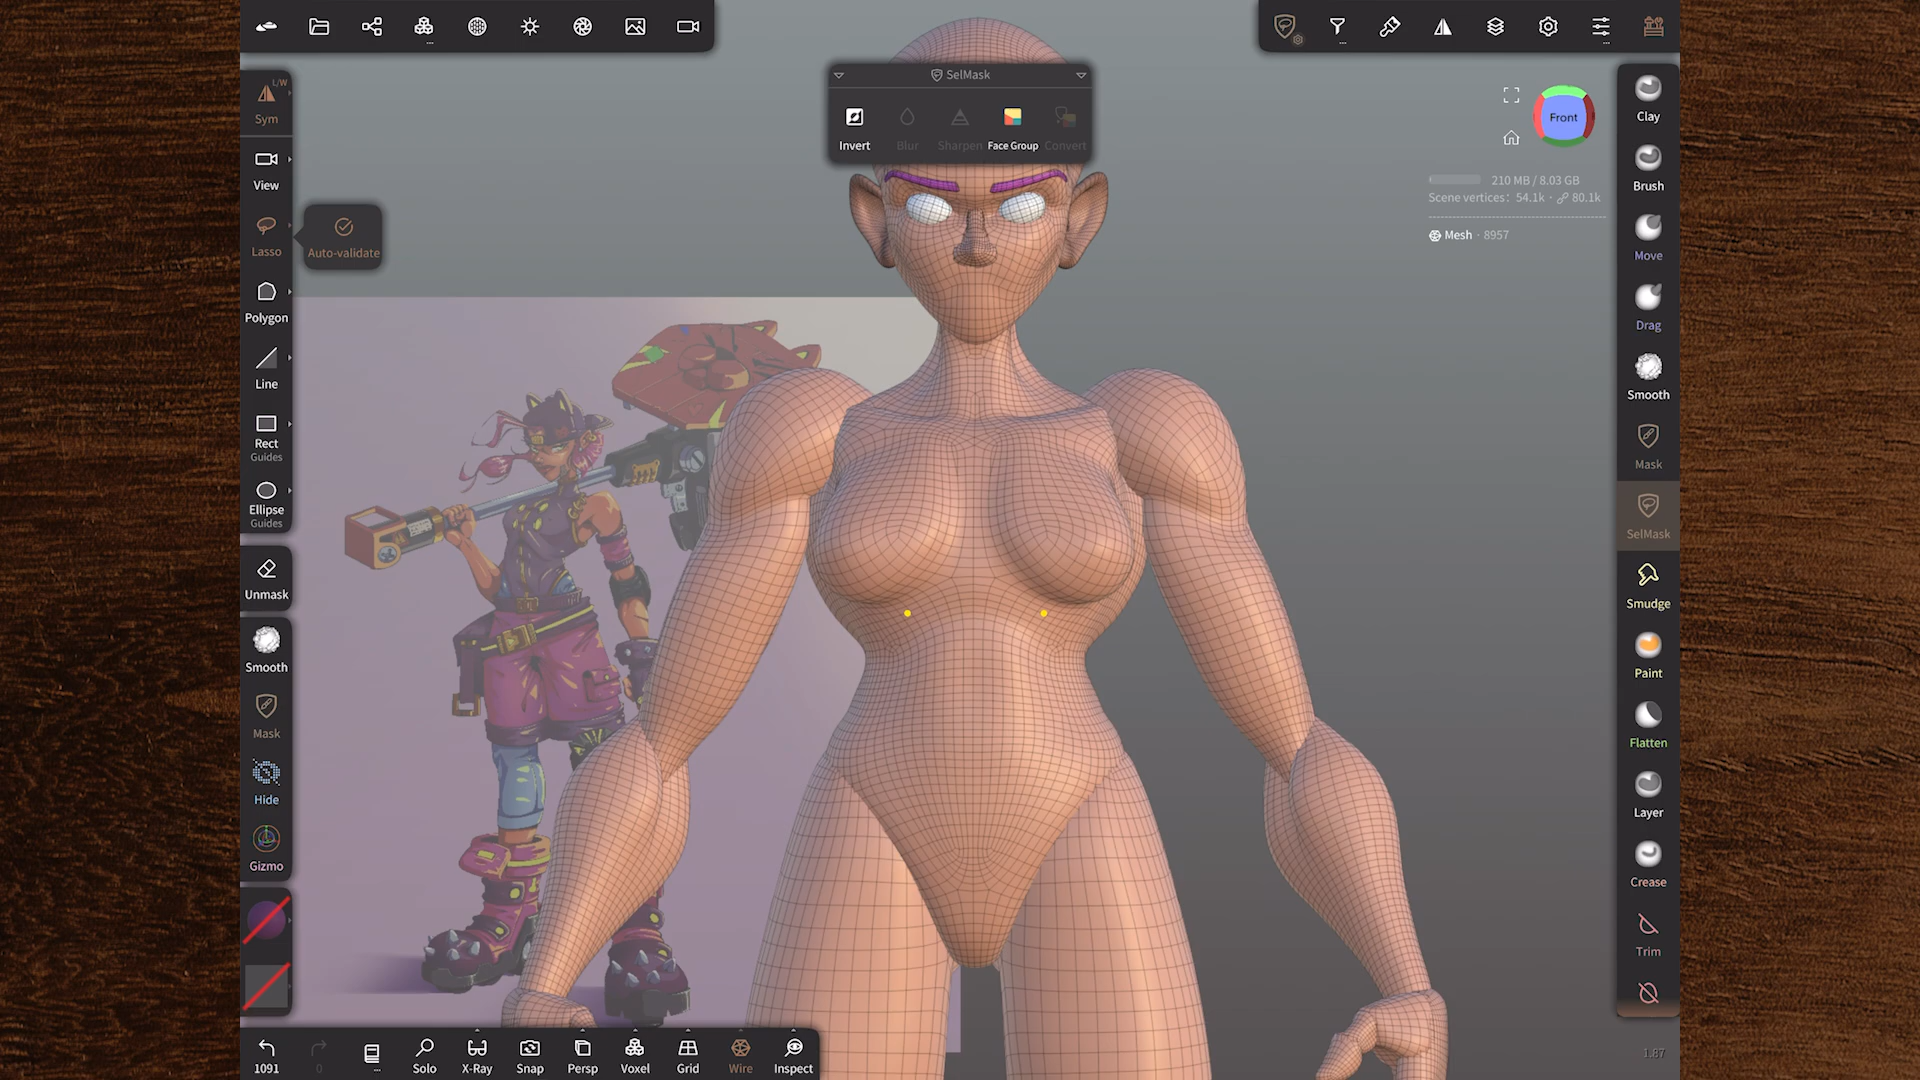 SelMask
Invert
Blur
Sharpen
Face Group
Convert
L/W
Sym
View
Lasso
Auto-validate
Polygon
Line
Rect
Guides
Ellipse
Guides
Unmask
Smooth
Mask
Hide
Gizmo
Front
210 MB / 8.03 GB
Scene vertices: 54.1k · 80.1k
Mesh · 8957
Clay
Brush
Move
Drag
Smooth
Mask
SelMask
Smudge
Paint
Flatten
Layer
Crease
Trim
1.87
1091
0
Solo
X-Ray
Snap
Persp
Voxel
Grid
Wire
Inspect